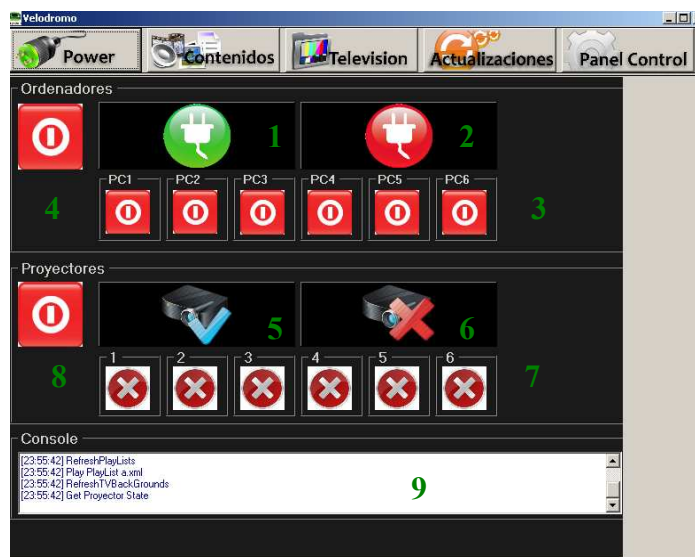 Velodromo
Power Contenidos Television Actualizaciones Panel Control
Ordenadores
1 2
PC1 PC2 PC3 PC4 PC5 PC6
4 3
Proyectores
5 6
1 2 3 4 5 6
8 7
Console
[23:55:42] RefreshPlayLists
[23:55:42] Play PlayList a.xml
[23:55:42] RefreshTVBackGrounds
[23:55:42] Get Proyector State
9